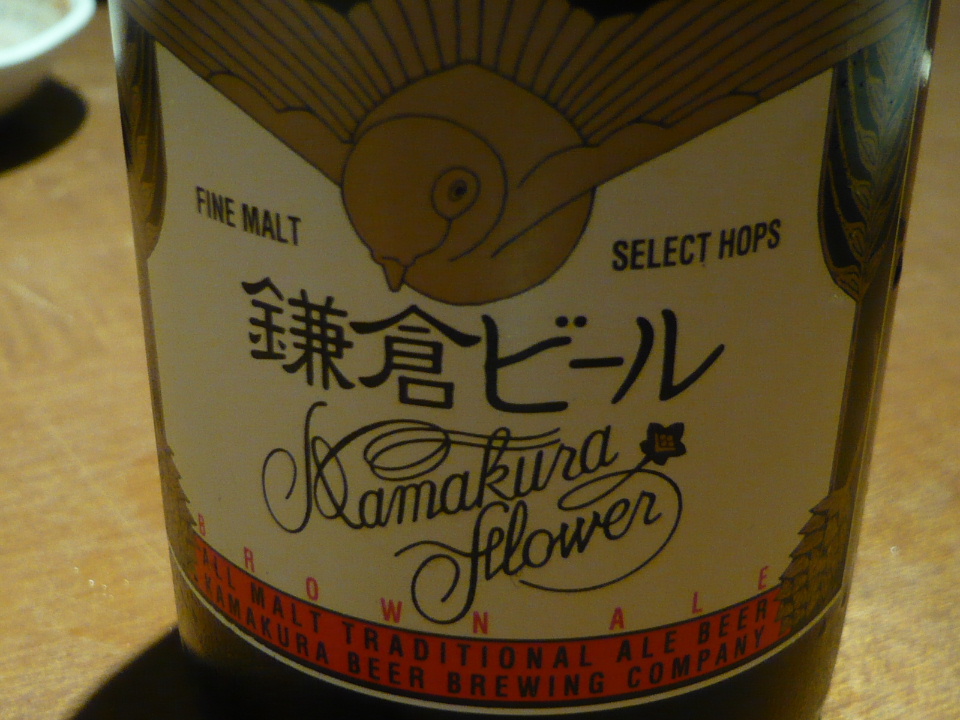 FINE MALT
SELECT HOPS
鎌倉ビール
Kamakura
Flower
BROWN ALE
ALL MALT TRADITIONAL ALE BEER
KAMAKURA BEER BREWING COMPANY